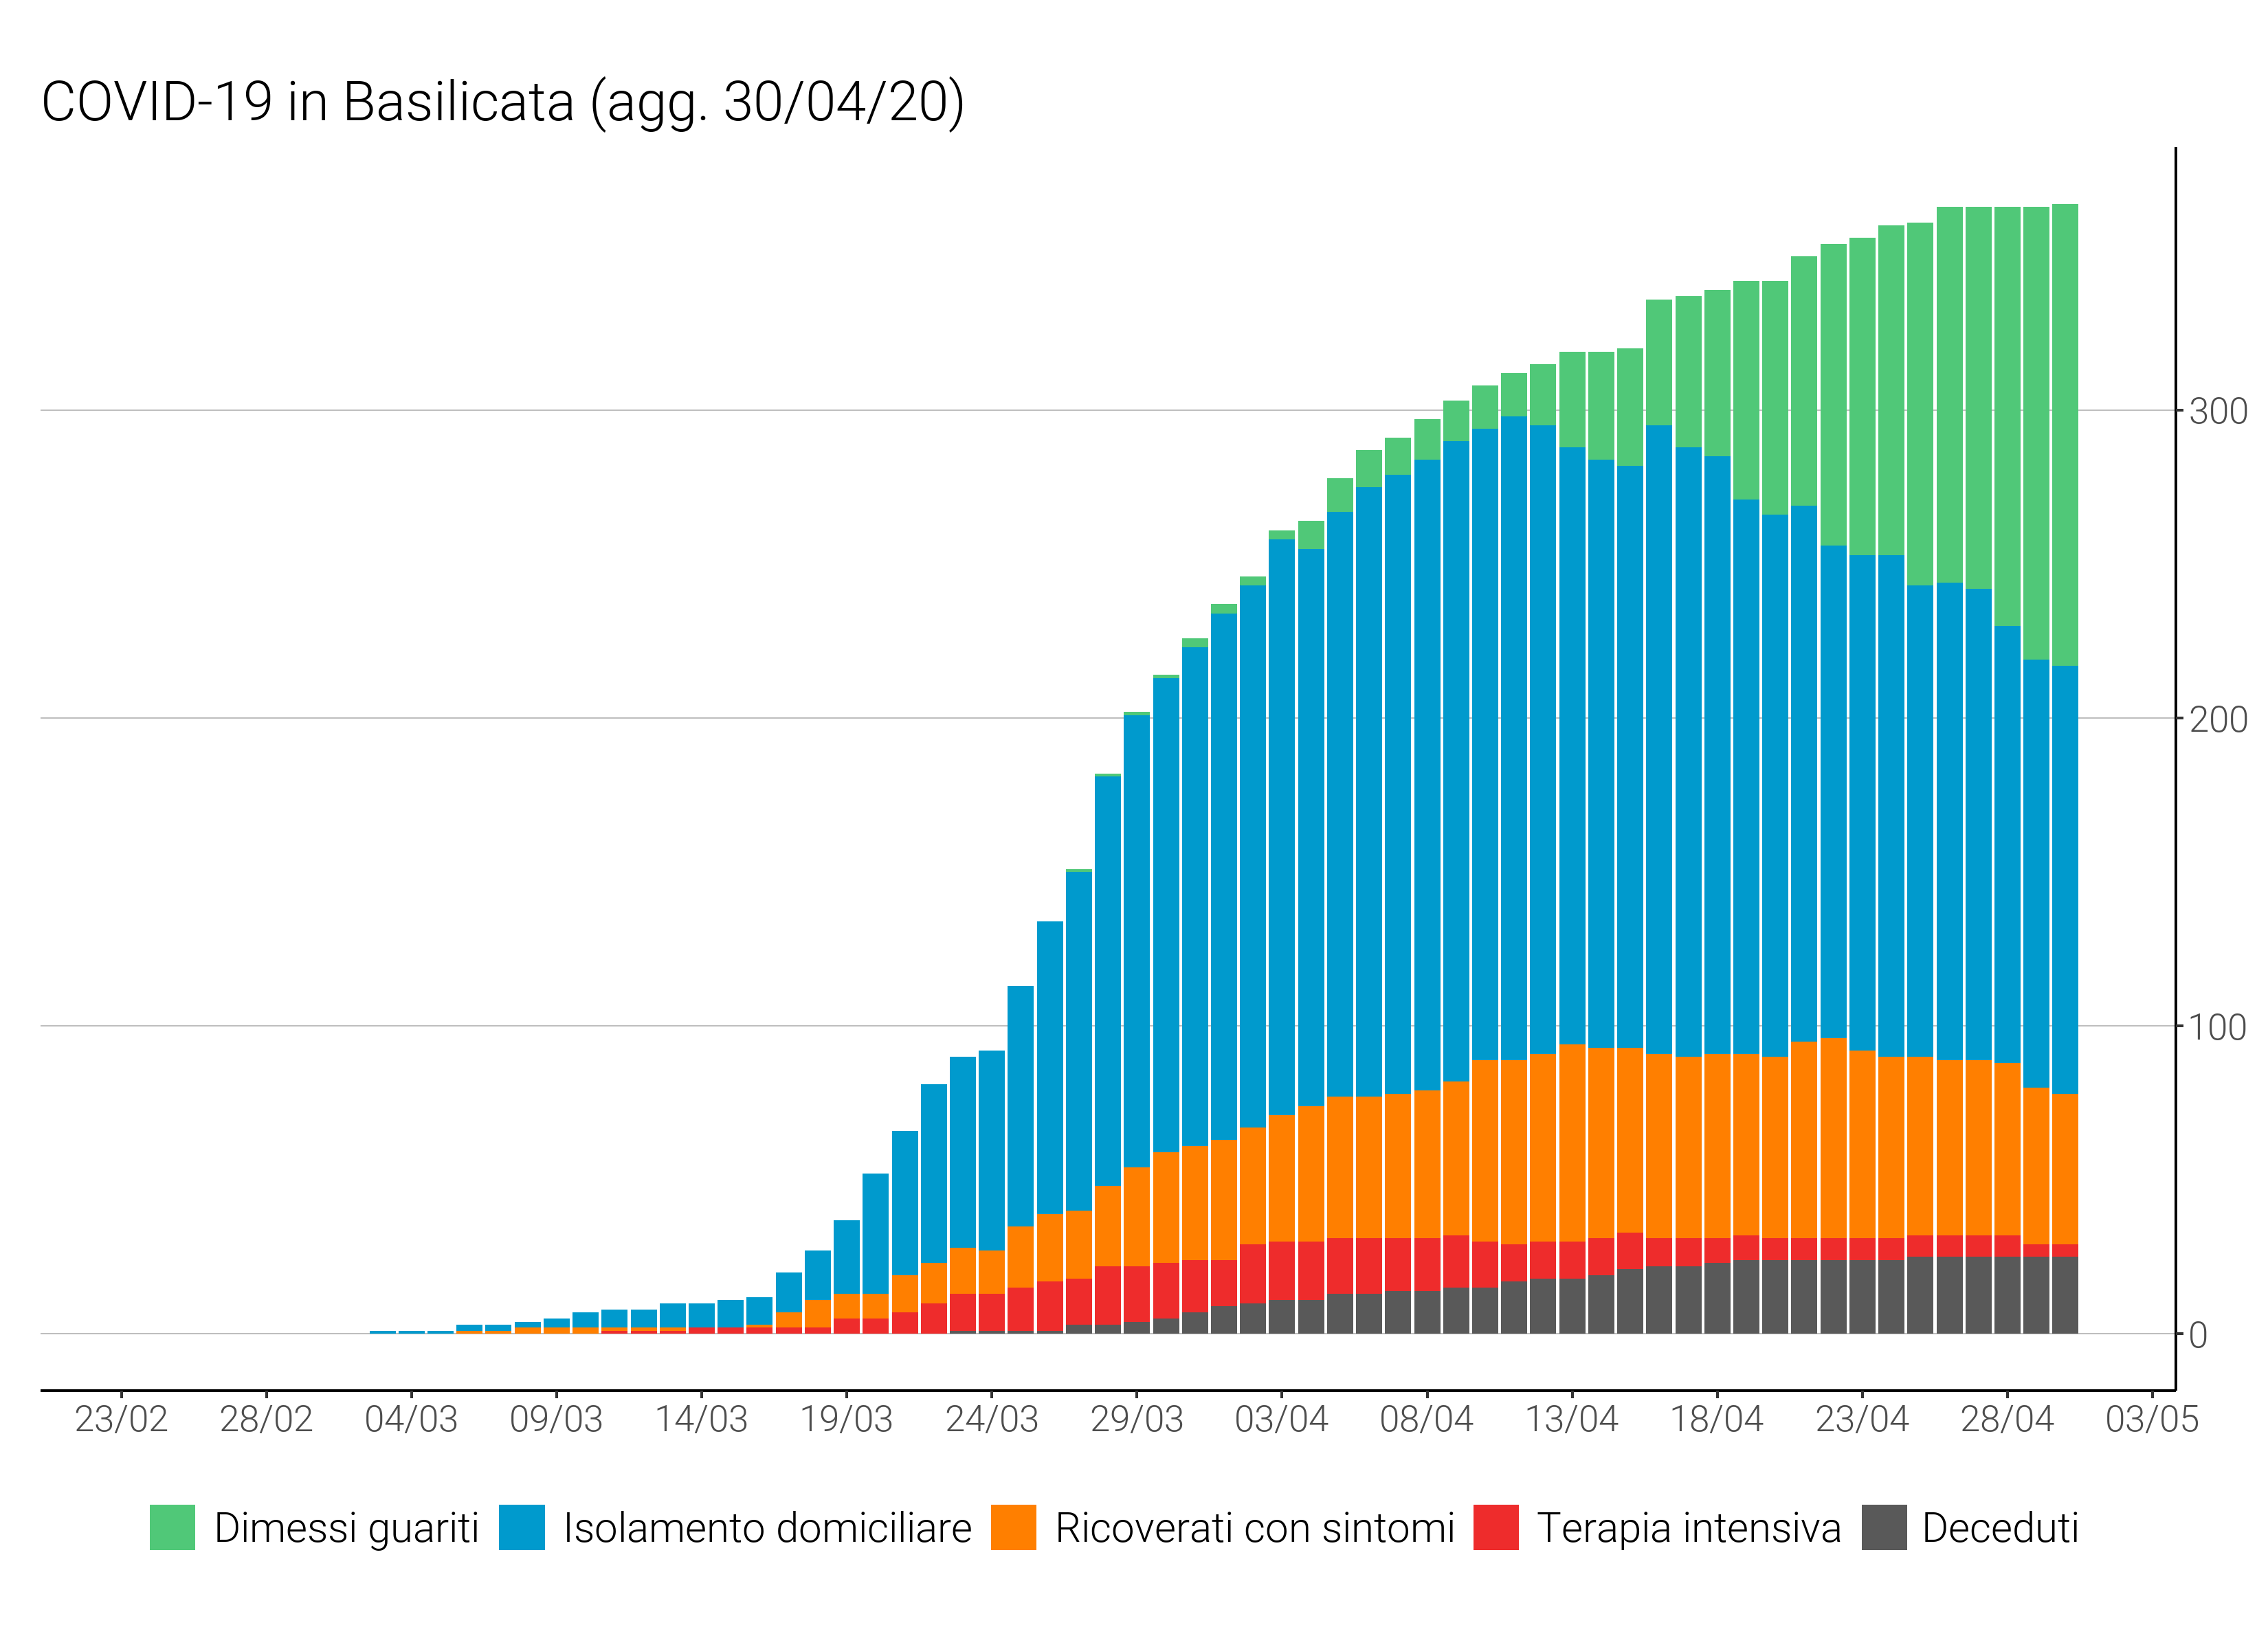 COVID-19 in Basilicata (agg. 30/04/20)
300
200
100
0
23/02 28/02 04/03 09/03 14/03 19/03 24/03 29/03 03/04 08/04 13/04 18/04 23/04 28/04 03/05
Dimessi guariti Isolamento domiciliare Ricoverati con sintomi Terapia intensiva Deceduti